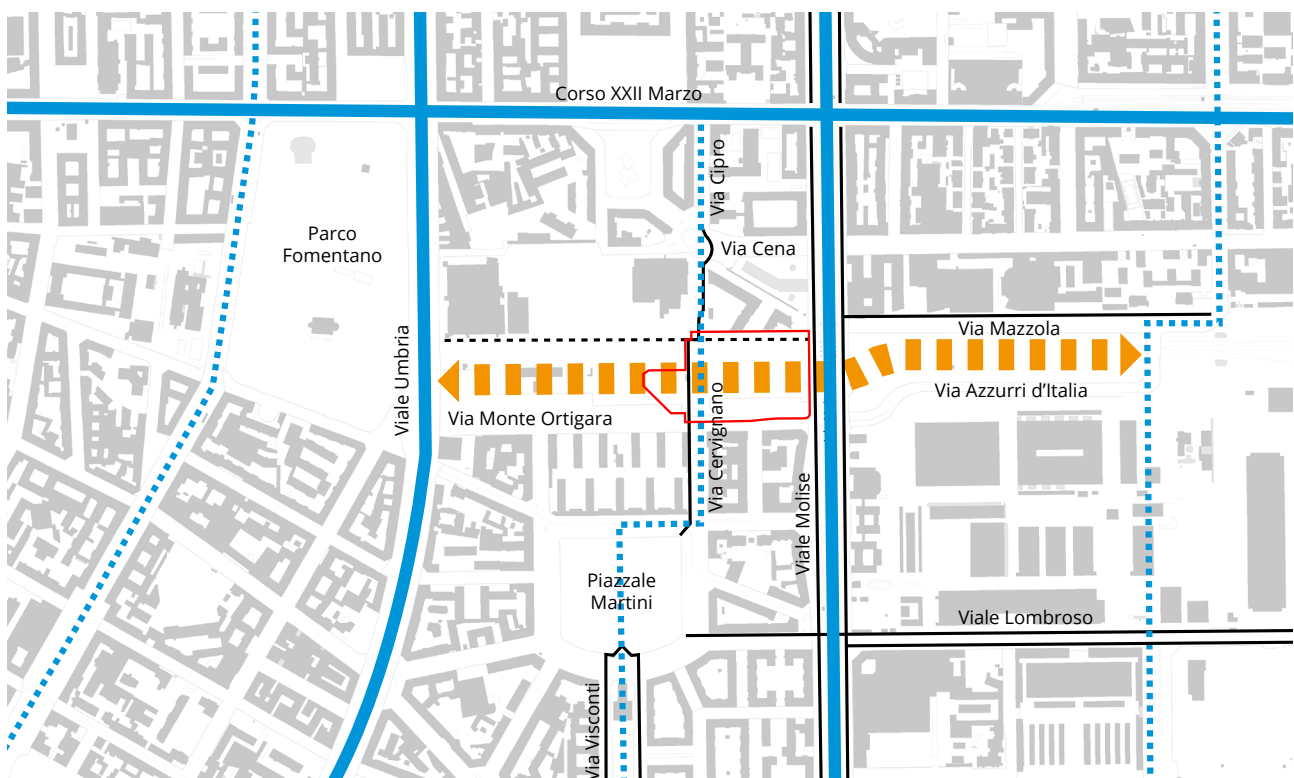 Corso XXII Marzo
Via Cipro
Parco
Fomentano
Via Cena
Viale Umbria
Via Mazzola
Via Azzurri d'Italia
Via Monte Ortigara
Via Cervignano
Viale Molise
Piazzale
Martini
Viale Lombroso
Via Visconti